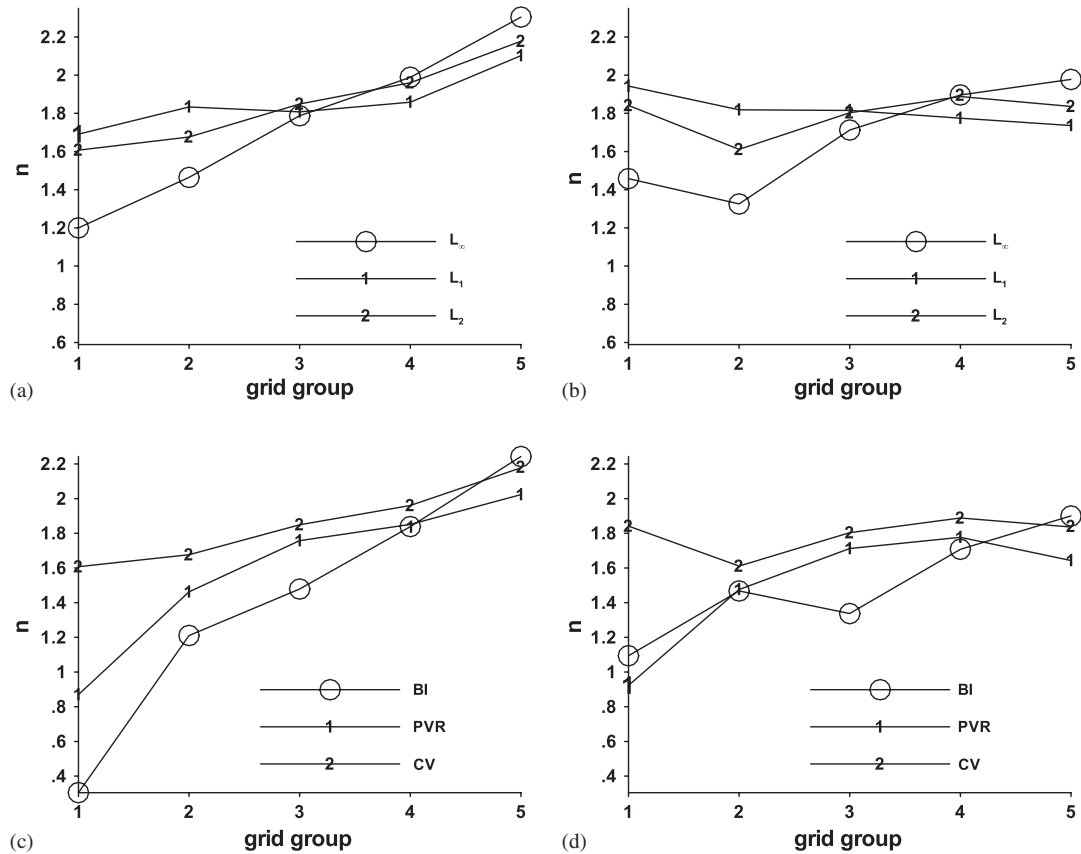 2.2
2
1.8
1.6
1.4
1.2
1
.8
.6
n
1 2 3 4 5
grid group
L∞
L1
L2
(a)
2.2
2
1.8
1.6
1.4
1.2
1
.8
.6
n
1 2 3 4 5
grid group
L∞
L1
L2
(b)
2.2
2
1.8
1.6
1.4
1.2
1
.8
.6
.4
n
1 2 3 4 5
grid group
BI
PVR
CV
(c)
2.2
2
1.8
1.6
1.4
1.2
1
.8
.6
.4
n
1 2 3 4 5
grid group
BI
PVR
CV
(d)